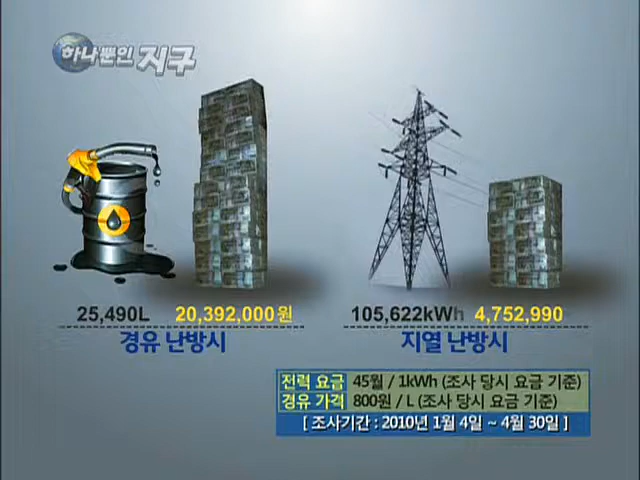 하나뿐인 지구
25,490L 20,392,000원
경유 난방시
105,622kWh 4,752,990
지열 난방시
전력 요금 45월 / 1kWh (조사 당시 요금 기준)
경유 가격 800원 / L (조사 당시 요금 기준)
[ 조사기간 : 2010년 1월 4일 ~ 4월 30일 ]